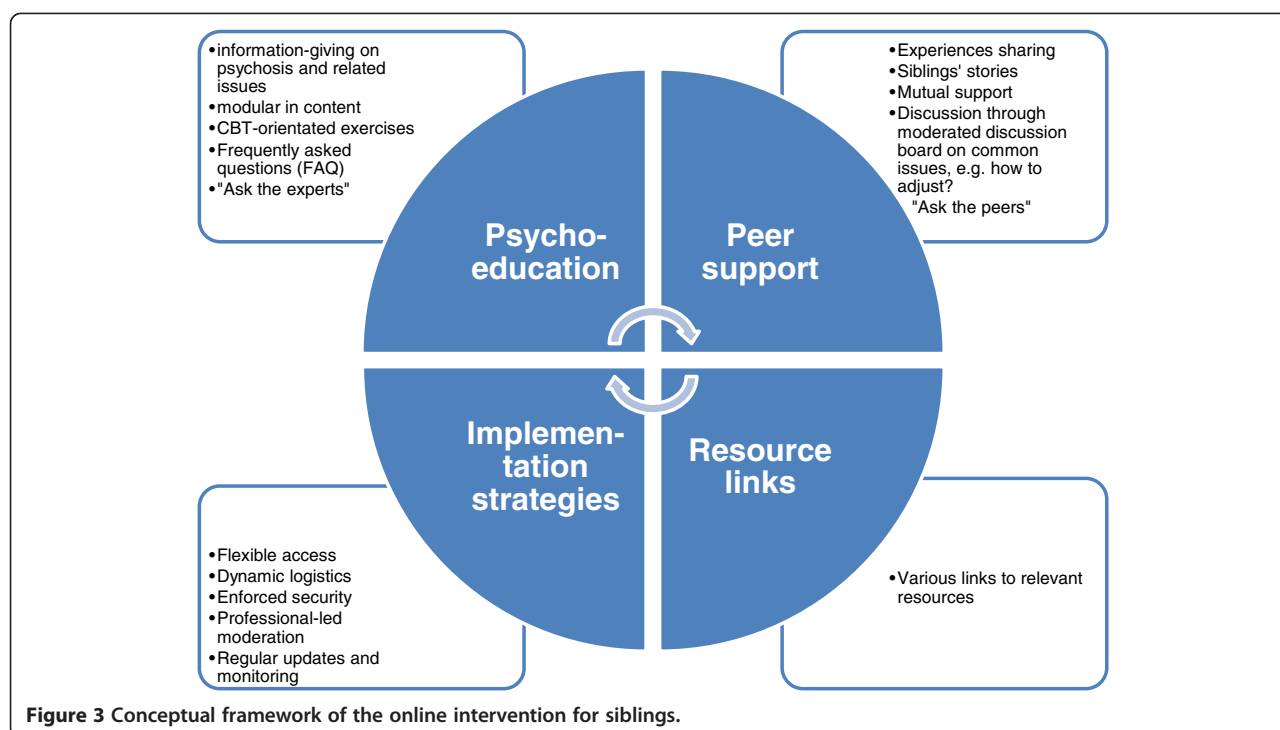 •information-giving on
psychosis and related
issues
•modular in content
•CBT-orientated exercises
•Frequently asked
questions (FAQ)
•"Ask the experts"
•Experiences sharing
•Siblings' stories
•Mutual support
•Discussion through
moderated discussion
board on common
issues, e.g. how to
adjust?
"Ask the peers"
Psycho-
education
Peer
support
Implemen-
tation
strategies
Resource
links
•Flexible access
•Dynamic logistics
•Enforced security
•Professional-led
moderation
•Regular updates and
monitoring
•Various links to relevant
resources
Figure 3 Conceptual framework of the online intervention for siblings.